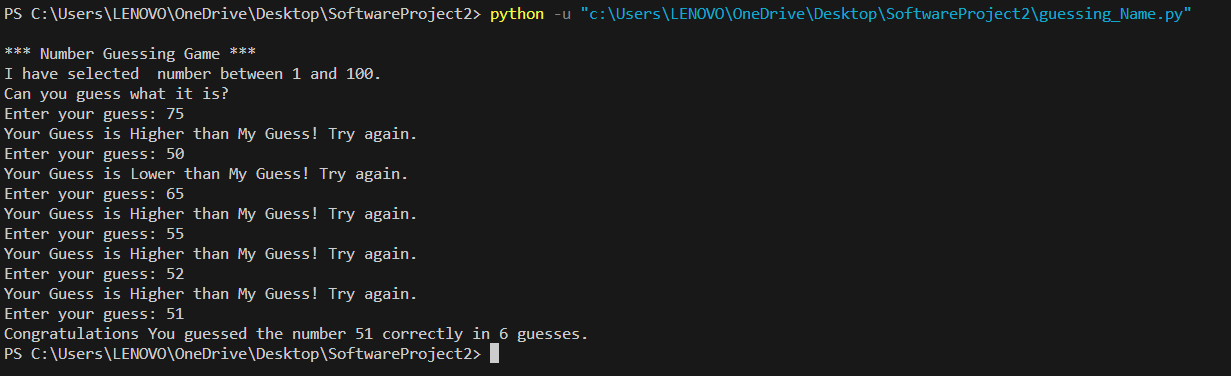 PS C:\Users\LENOVO\OneDrive\Desktop\SoftwareProject2> python -u "c:\Users\LENOVO\OneDrive\Desktop\SoftwareProject2\guessing_Name.py"
*** Number Guessing Game ***
I have selected  number between 1 and 100.
Can you guess what it is?
Enter your guess: 75
Your Guess is Higher than My Guess! Try again.
Enter your guess: 50
Your Guess is Lower than My Guess! Try again.
Enter your guess: 65
Your Guess is Higher than My Guess! Try again.
Enter your guess: 55
Your Guess is Higher than My Guess! Try again.
Enter your guess: 52
Your Guess is Higher than My Guess! Try again.
Enter your guess: 51
Congratulations You guessed the number 51 correctly in 6 guesses.
PS C:\Users\LENOVO\OneDrive\Desktop\SoftwareProject2>